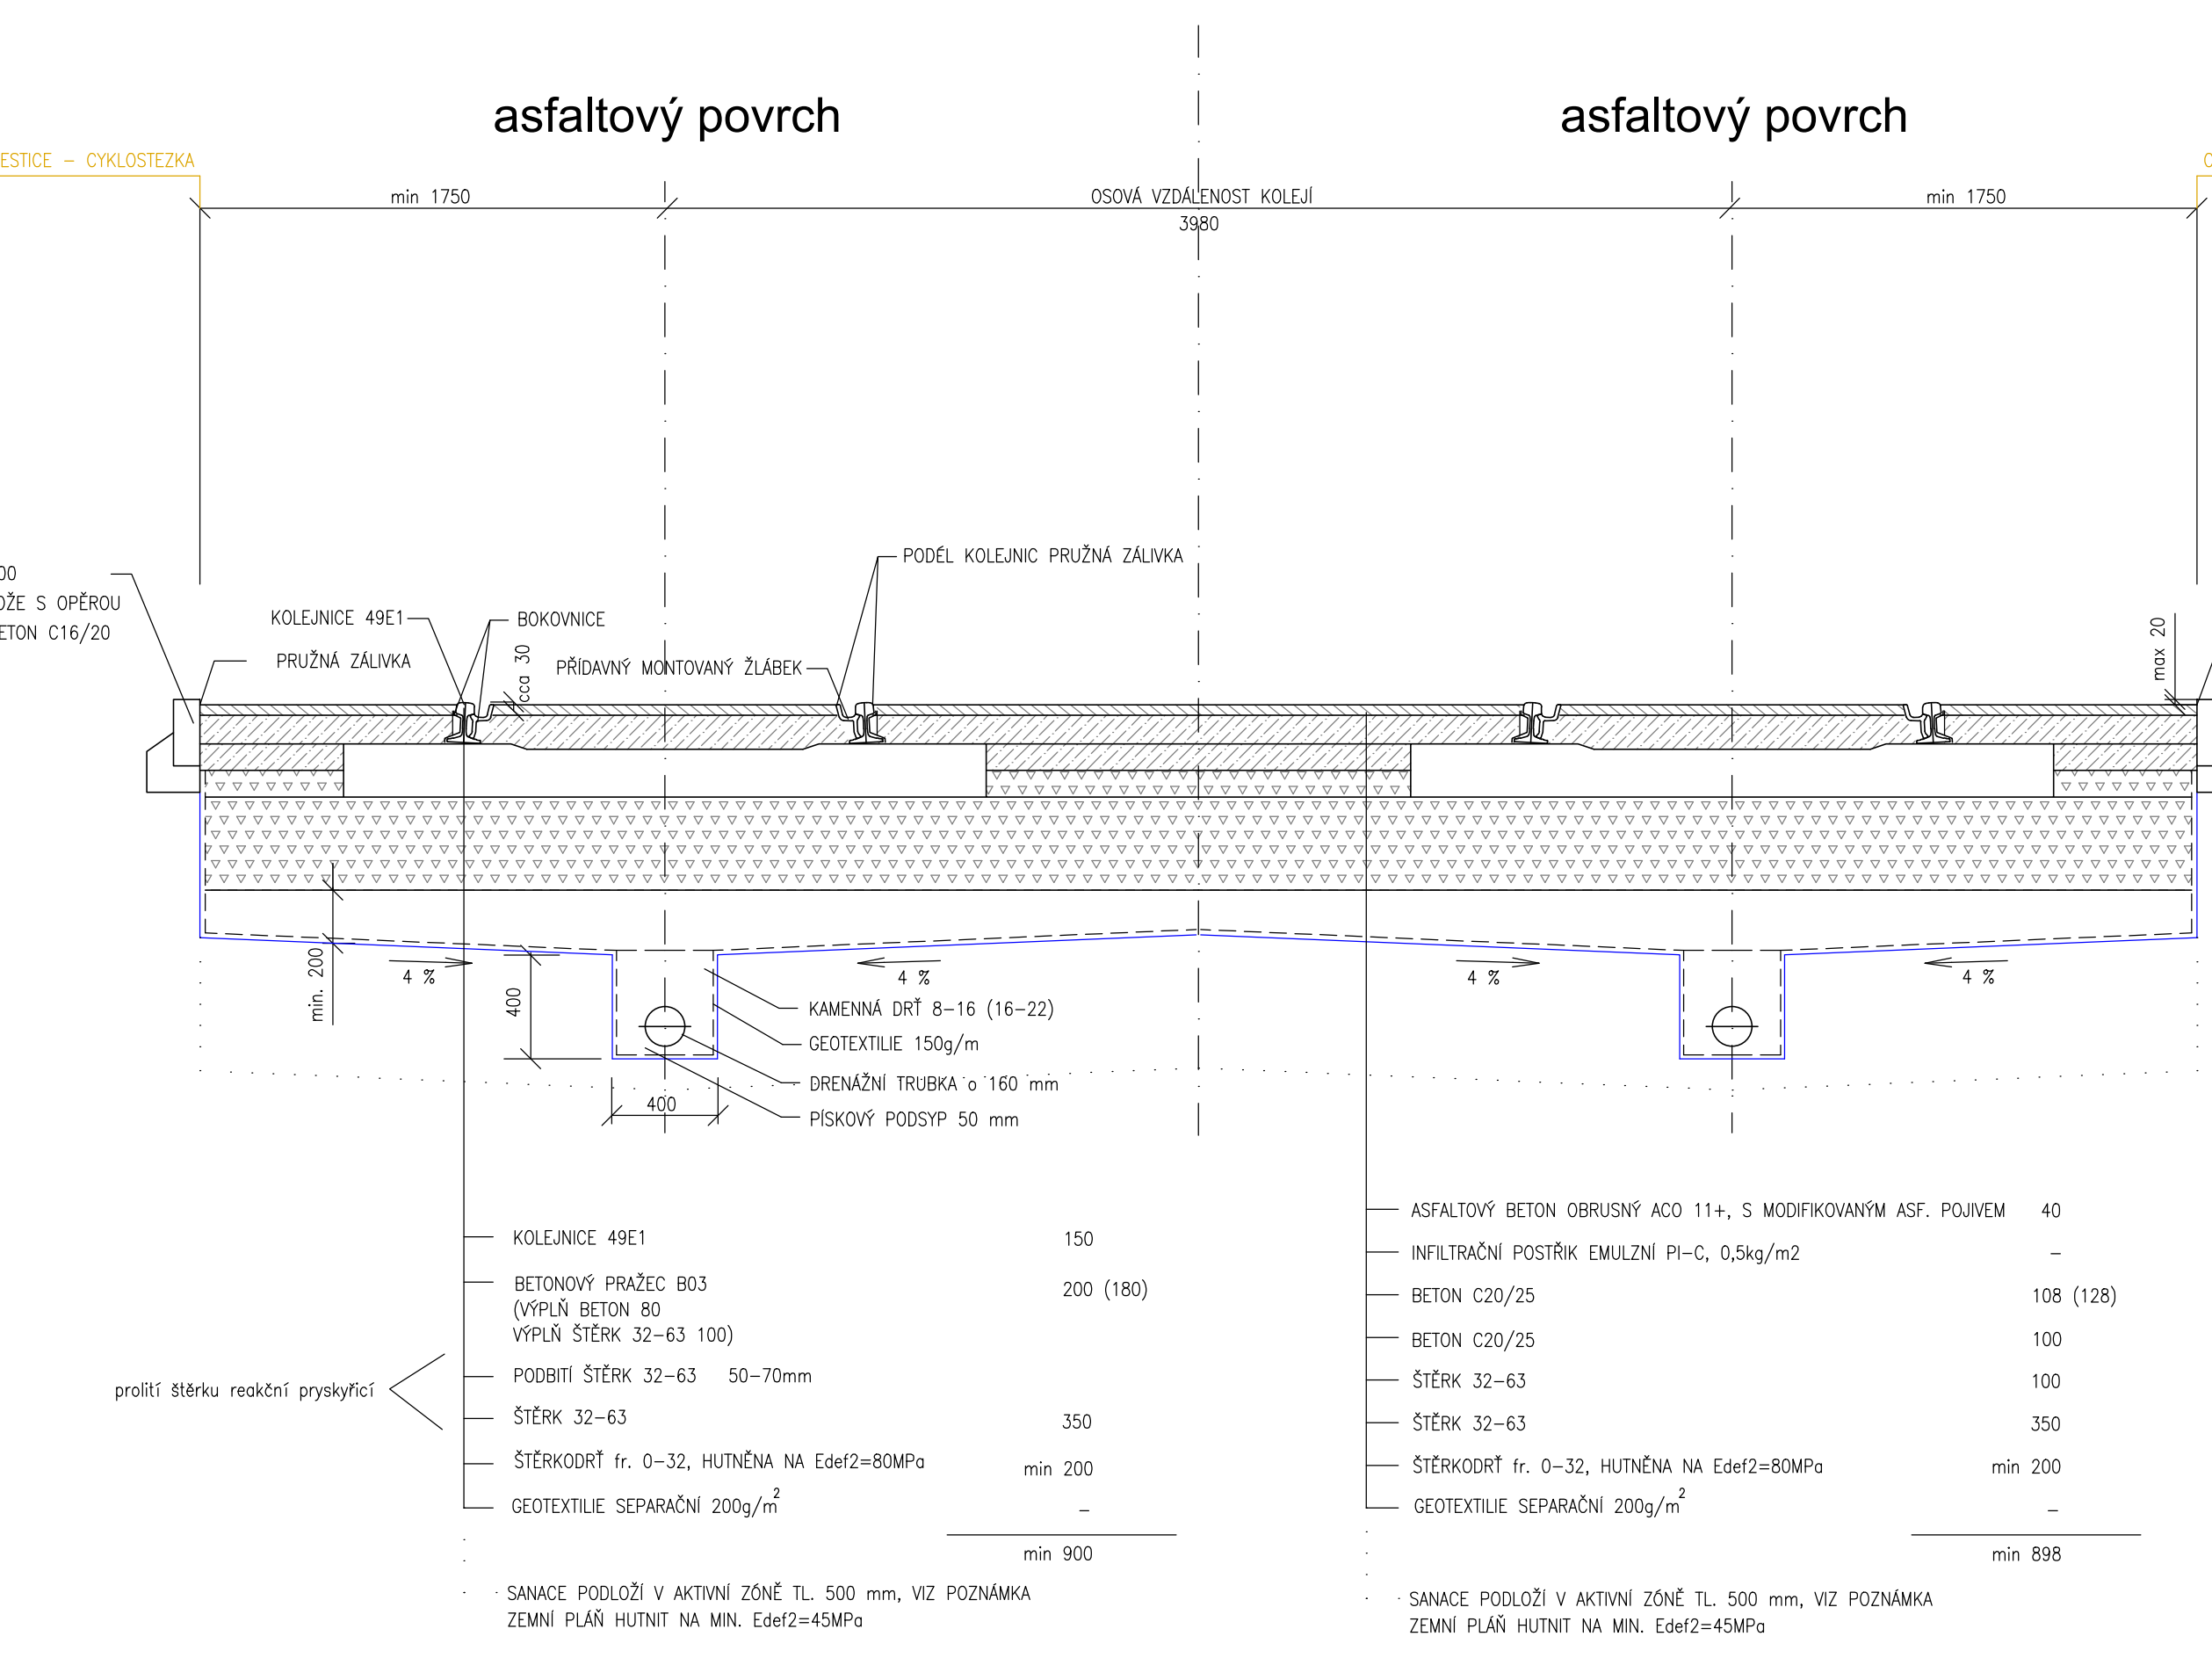 asfaltový povrch
asfaltový povrch
ESTICE – CYKLOSTEZKA
min 1750
OSOVÁ VZDÁLENOST KOLEJÍ
3980
min 1750
00
OŽE S OPĚROU
ETON C16/20
PODÉL KOLEJNIC PRUŽNÁ ZÁLIVKA
KOLEJNICE 49E1
BOKOVNICE
PRUŽNÁ ZÁLIVKA
cca 30
PŘÍDAVNÝ MONTOVANÝ ŽLÁBEK
max 20
min. 200
4 %
400
4 %
4 %
4 %
KAMENNÁ DRŤ 8–16 (16–22)
GEOTEXTILIE 150g/m
DRENÁŽNÍ TRUBKA o 160 mm
400
PÍSKOVÝ PODSYP 50 mm
KOLEJNICE 49E1 150
BETONOVÝ PRAŽEC B03 200 (180)
(VÝPLŇ BETON 80
VÝPLŇ ŠTĚRK 32–63 100)
prolití štěrku reakční pryskyřicí
PODBITÍ ŠTĚRK 32–63 50–70mm
ŠTĚRK 32–63 350
ŠTĚRKODRŤ fr. 0–32, HUTNĚNA NA Edef2=80MPa min 200
GEOTEXTILIE SEPARAČNÍ 200g/m² –
min 900
SANACE PODLOŽÍ V AKTIVNÍ ZÓNĚ TL. 500 mm, VIZ POZNÁMKA
ZEMNÍ PLÁŇ HUTNIT NA MIN. Edef2=45MPa
ASFALTOVÝ BETON OBRUSNÝ ACO 11+, S MODIFIKOVANÝM ASF. POJIVEM 40
INFILTRAČNÍ POSTŘIK EMULZNÍ PI–C, 0,5kg/m2 –
BETON C20/25 108 (128)
BETON C20/25 100
ŠTĚRK 32–63 100
ŠTĚRK 32–63 350
ŠTĚRKODRŤ fr. 0–32, HUTNĚNA NA Edef2=80MPa min 200
GEOTEXTILIE SEPARAČNÍ 200g/m² –
min 898
SANACE PODLOŽÍ V AKTIVNÍ ZÓNĚ TL. 500 mm, VIZ POZNÁMKA
ZEMNÍ PLÁŇ HUTNIT NA MIN. Edef2=45MPa